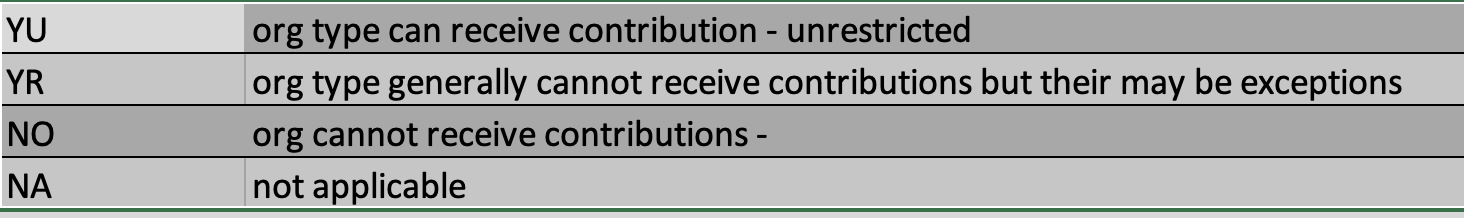 YU org type can receive contribution - unrestricted
YR org type generally cannot receive contributions but their may be exceptions
NO org cannot receive contributions -
NA not applicable